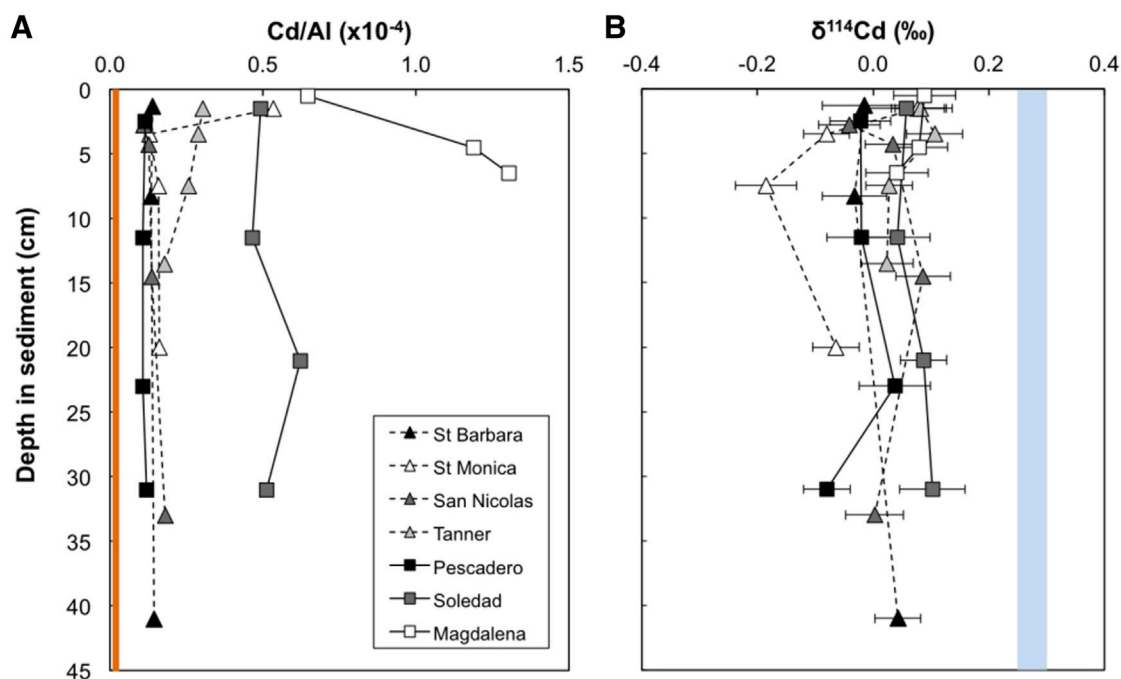 A
Cd/Al (x10⁻⁴)
0.0 0.5 1.0 1.5
0
5
10
15
20
25
30
35
40
45
Depth in sediment (cm)
St Barbara
St Monica
San Nicolas
Tanner
Pescadero
Soledad
Magdalena
B
δ¹¹⁴Cd (‰)
-0.4 -0.2 0.0 0.2 0.4